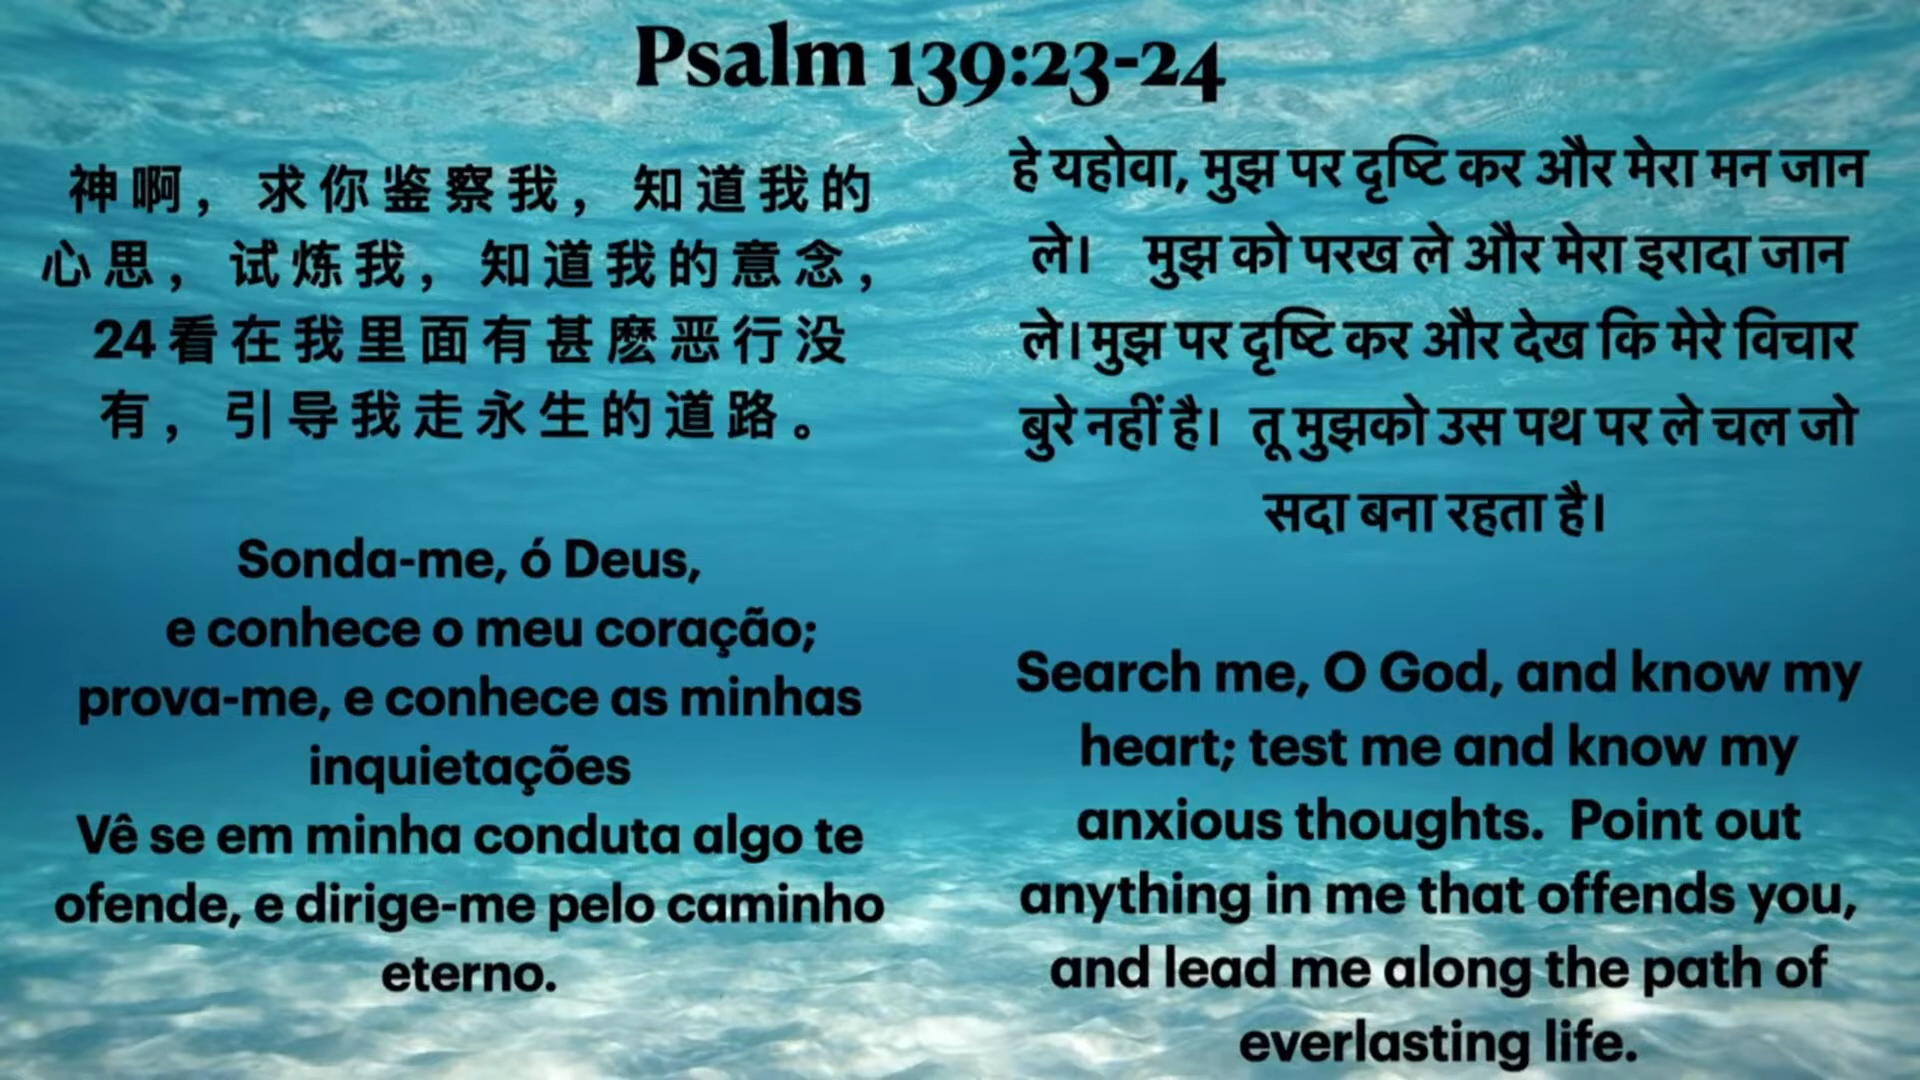 Psalm 139:23-24
神啊，求你鉴察我，知道我的
心思，试炼我，知道我的意念，
24看在我里面有甚麽恶行没
有，引导我走永生的道路。
हे यहोवा, मुझ पर दृष्टि कर और मेरा मन जान
ले। मुझ को परख ले और मेरा इरादा जान
ले।मुझ पर दृष्टि कर और देख कि मेरे विचार
बुरे नहीं है। तू मुझको उस पथ पर ले चल जो
सदा बना रहता है।
Sonda-me, ó Deus,
e conhece o meu coração;
prova-me, e conhece as minhas
inquietações
Vê se em minha conduta algo te
ofende, e dirige-me pelo caminho
eterno.
Search me, O God, and know my
heart; test me and know my
anxious thoughts. Point out
anything in me that offends you,
and lead me along the path of
everlasting life.